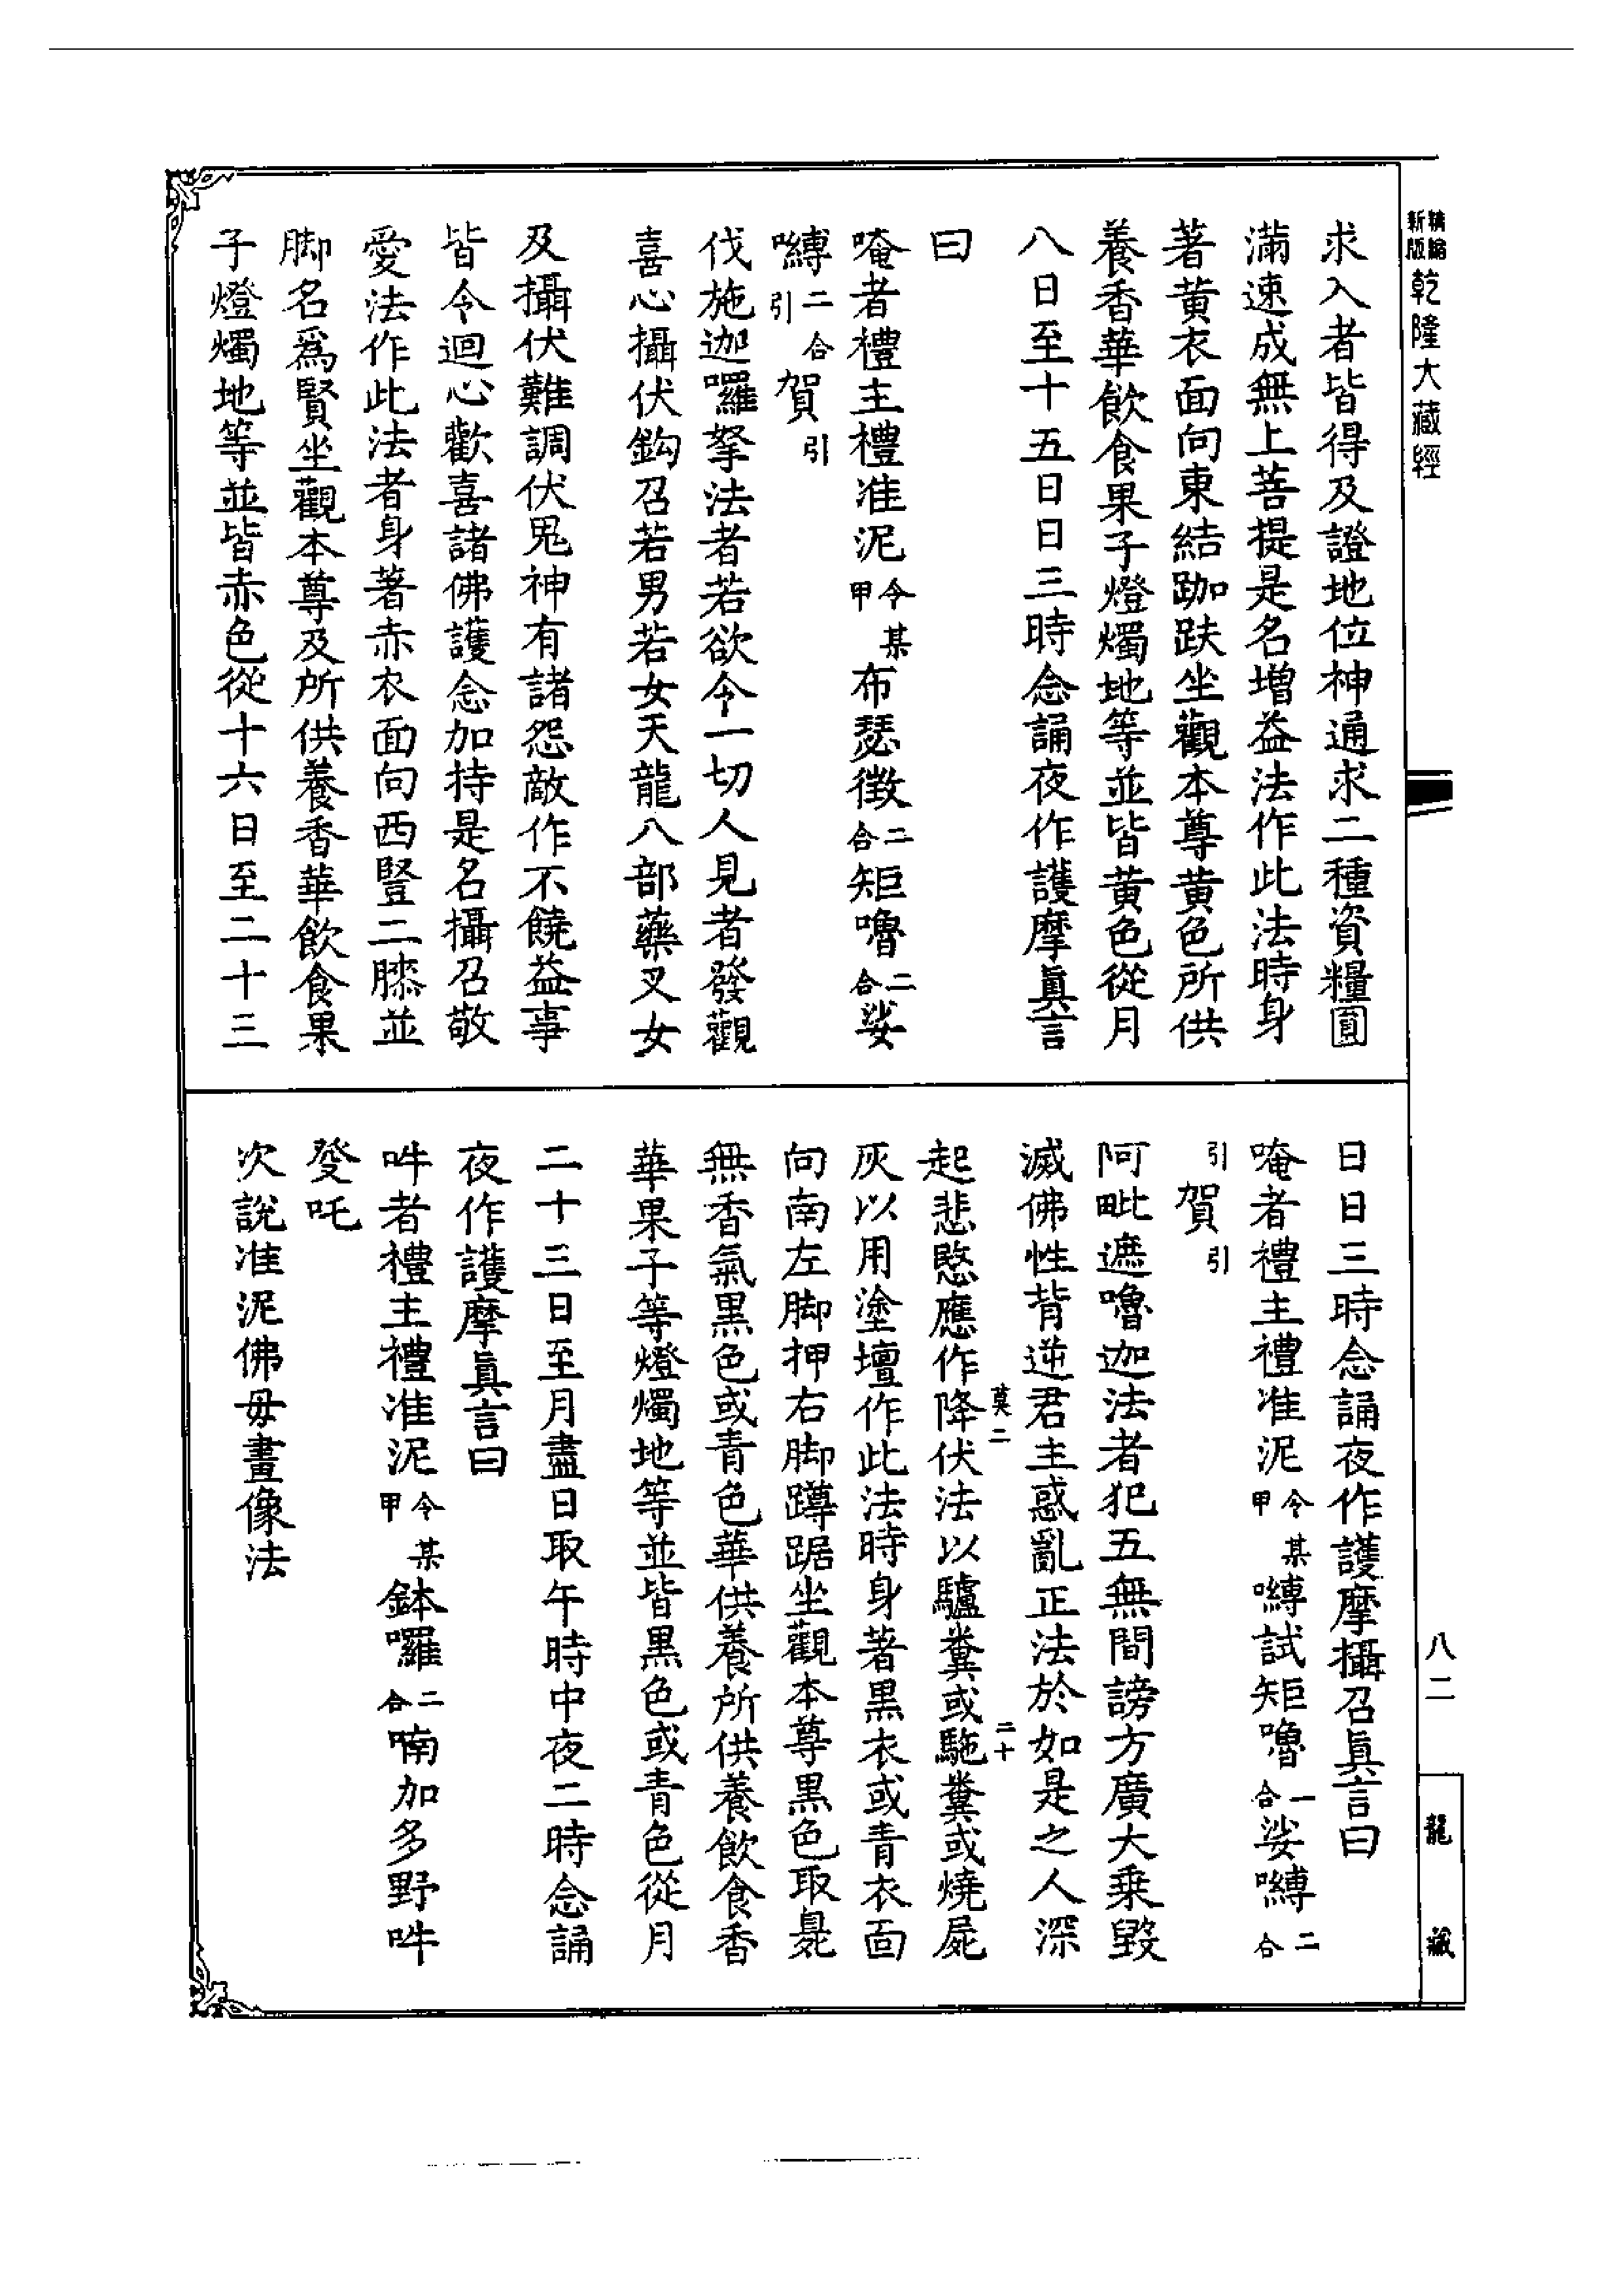 精編
新版
乾隆大藏經
求入者皆得及證地位神通求二種資糧圓
滿速成無上菩提是名增益法作此法時身
著黃衣面向東結跏趺坐觀本尊黃色所供
養香華飲食果子燈燭地等並皆黃色從月
八日至十五日日三時念誦夜作護摩真言
曰
唵者禮主禮准泥令某甲布瑟徵二合矩嚕二合娑
嚩二合引賀引
伐施迦囉拏法者若欲令一切人見者發觀
喜心攝伏鈎召若男若女天龍八部藥叉女
及攝伏難調伏鬼神有諸怨敵作不饒益事
皆令迴心歡喜諸佛護念加持是名攝召敬
愛法作此法者身著赤衣面向西豎二膝並
脚名爲賢坐觀本尊及所供養香華飲食果
子燈燭地等並皆赤色從十六日至二十三
日日三時念誦夜作護摩攝召真言曰
唵者禮主禮准泥令某甲嚩試矩嚕一合娑嚩二合
引賀引
阿毗遮嚕迦法者犯五無間謗方廣大乘毀
滅佛性背逆君主惑亂正法於如是之人深
起悲愍應作降伏法以驢糞或駞糞或燒屍
莫二
二十
灰以用塗壇作此法時身著黑衣或青衣面
向南左脚押右脚蹲踞坐觀本尊黑色取臰
無香氣黑色或青色華供養所供養飲食香
華果子等燈燭地等並皆黑色或青色從月
二十三日至月盡日取午時中夜二時念誦
夜作護摩真言曰
吽者禮主禮准泥令某甲鉢囉二合喃加多野吽
發吒
次說准泥佛毋畫像法
八二
龍藏